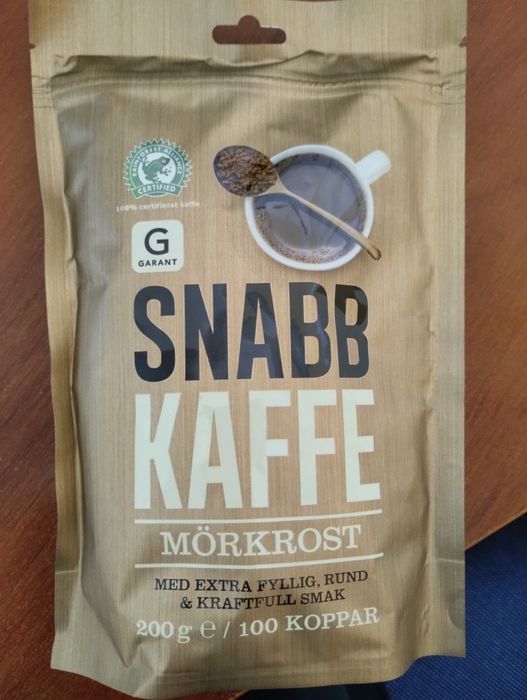 RAINFOREST ALLIANCE
CERTIFIED
100% certifierat kaffe
G
GARANT
SNABB
KAFFE
MÖRKROST
MED EXTRA FYLLIG, RUND
& KRAFTFULL SMAK
200g ℮ / 100 KOPPAR